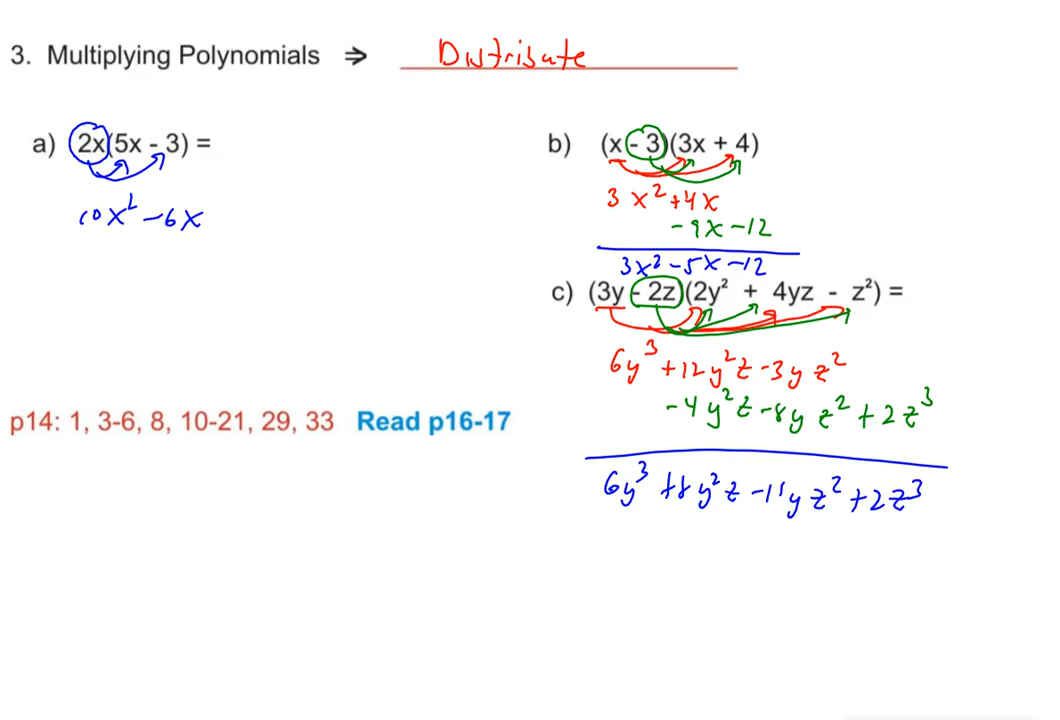 3. Multiplying Polynomials ⇒ Distribute
a) 2x(5x - 3) =
10x² - 6x
b) (x - 3)(3x + 4)
3x² + 4x
- 9x - 12
3x² - 5x - 12
c) (3y - 2z)(2y² + 4yz - z²) =
6y³ + 12y²z - 3yz²
- 4y²z - 8yz² + 2z³
6y³ + 8y²z - 11yz² + 2z³
p14: 1, 3-6, 8, 10-21, 29, 33 Read p16-17